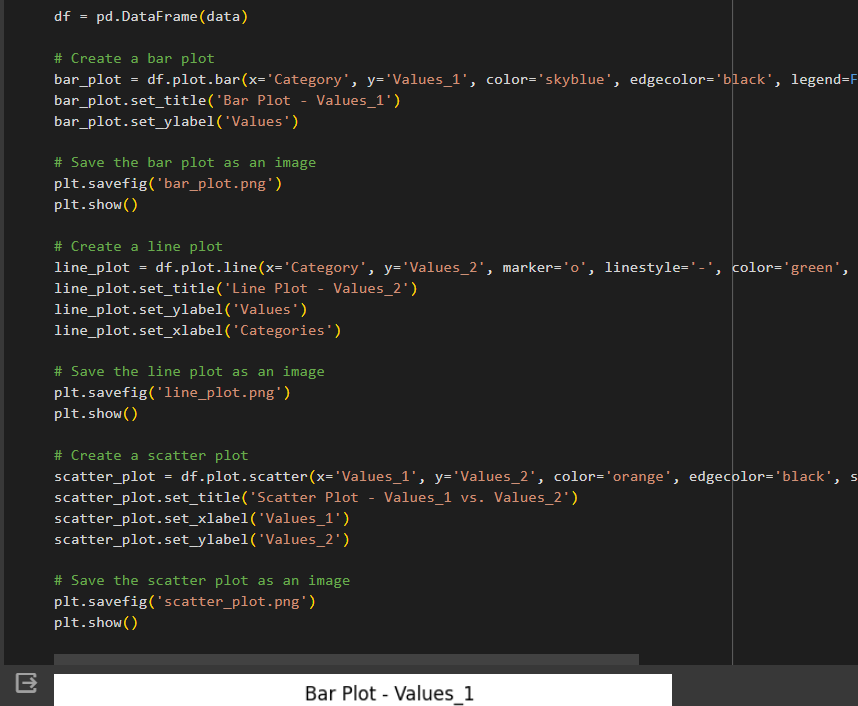 df = pd.DataFrame(data)
# Create a bar plot
bar_plot = df.plot.bar(x='Category', y='Values_1', color='skyblue', edgecolor='black', legend=F
bar_plot.set_title('Bar Plot - Values_1')
bar_plot.set_ylabel('Values')
# Save the bar plot as an image
plt.savefig('bar_plot.png')
plt.show()
# Create a line plot
line_plot = df.plot.line(x='Category', y='Values_2', marker='o', linestyle='-', color='green',
line_plot.set_title('Line Plot - Values_2')
line_plot.set_ylabel('Values')
line_plot.set_xlabel('Categories')
# Save the line plot as an image
plt.savefig('line_plot.png')
plt.show()
# Create a scatter plot
scatter_plot = df.plot.scatter(x='Values_1', y='Values_2', color='orange', edgecolor='black', s
scatter_plot.set_title('Scatter Plot - Values_1 vs. Values_2')
scatter_plot.set_xlabel('Values_1')
scatter_plot.set_ylabel('Values_2')
# Save the scatter plot as an image
plt.savefig('scatter_plot.png')
plt.show()
Bar Plot - Values_1